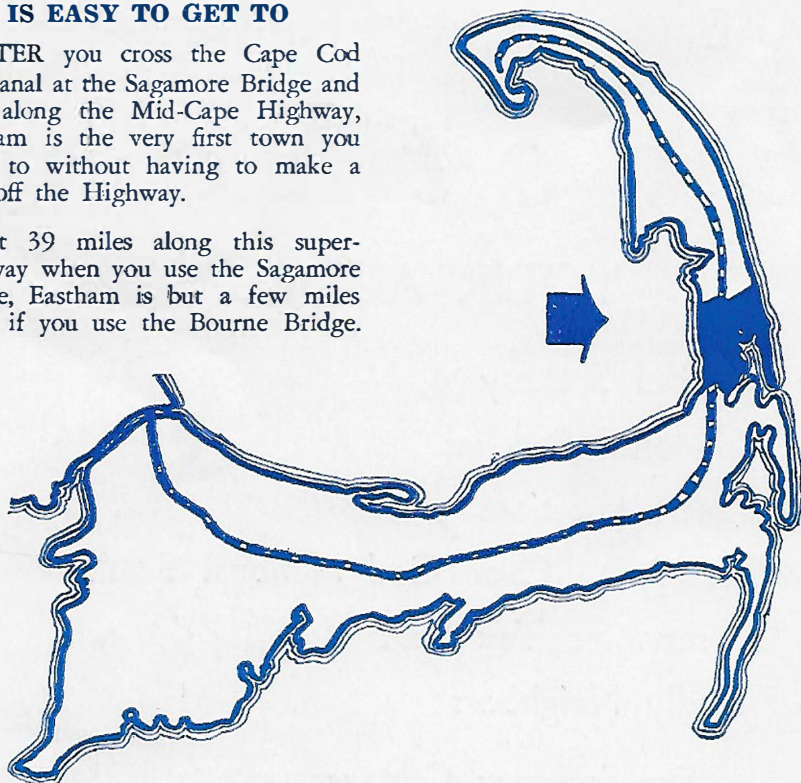 IS EASY TO GET TO
TER you cross the Cape Cod
anal at the Sagamore Bridge and
along the Mid-Cape Highway,
am is the very first town you
to without having to make a
off the Highway.
t 39 miles along this super-
way when you use the Sagamore
e, Eastham is but a few miles
if you use the Bourne Bridge.